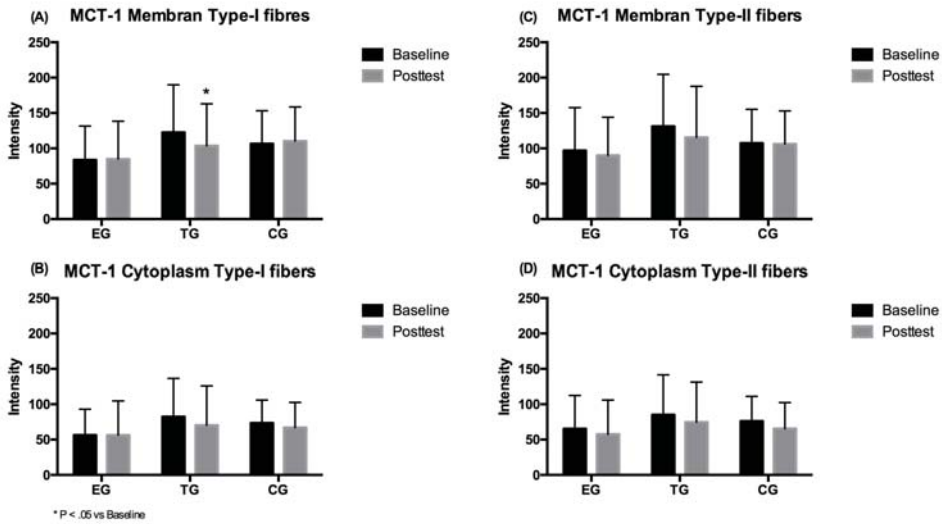 (A) MCT-1 Membran Type-I fibres
250
200
150
100
50
0
Intensity
*
EG TG CG
Baseline
Posttest
(C) MCT-1 Membran Type-II fibers
250
200
150
100
50
0
Intensity
EG TG CG
Baseline
Posttest
(B) MCT-1 Cytoplasm Type-I fibers
250
200
150
100
50
0
Intensity
EG TG CG
Baseline
Posttest
* P < .05 vs Baseline
(D) MCT-1 Cytoplasm Type-II fibers
250
200
150
100
50
0
Intensity
EG TG CG
Baseline
Posttest